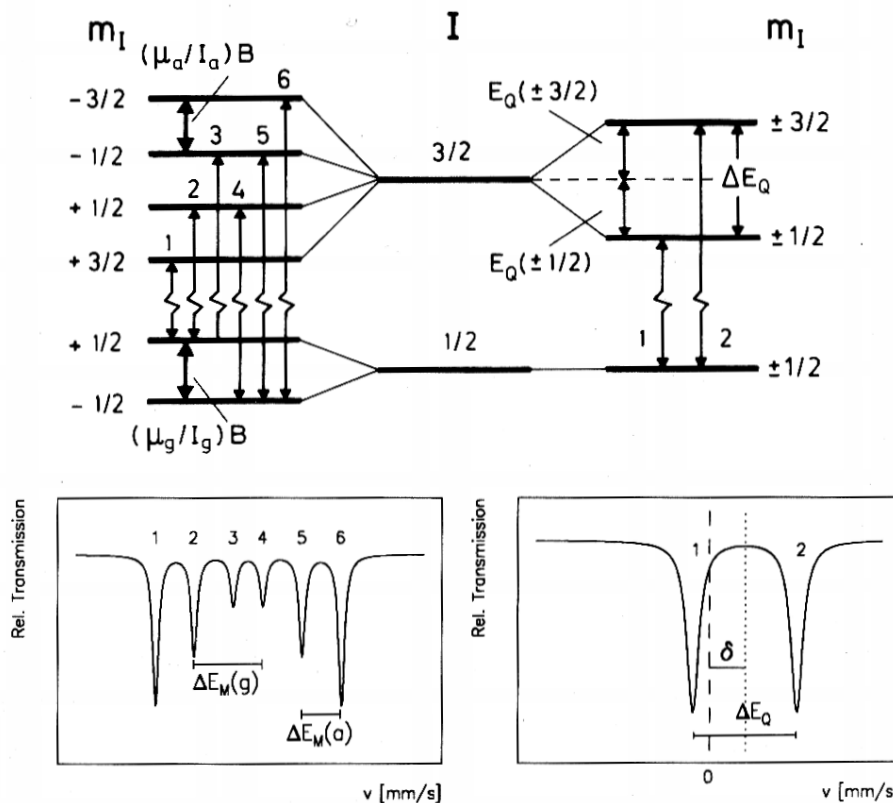 m_I I m_I
(μ_a/I_a)B
6
- 3/2
E_Q(±3/2)
± 3/2
3 5
- 1/2
3/2
ΔE_Q
2 4
+ 1/2
E_Q(±1/2)
±1/2
1
+ 3/2
+ 1/2
1/2
1 2
±1/2
- 1/2
(μ_g/I_g)B
Rel. Transmission
1 2 3 4 5 6
ΔE_M(g)
ΔE_M(a)
v [mm/s]
Rel. Transmission
1 2
δ
ΔE_Q
0
v [mm/s]